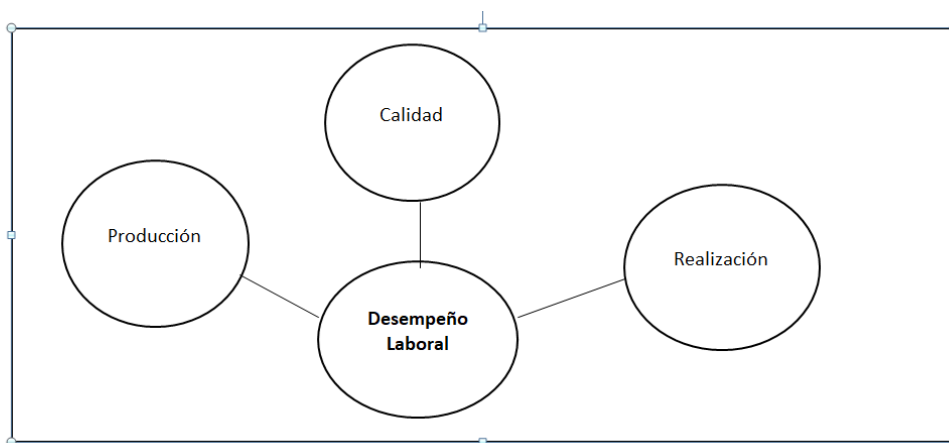 Calidad
Producción
Realización
Desempeño
Laboral